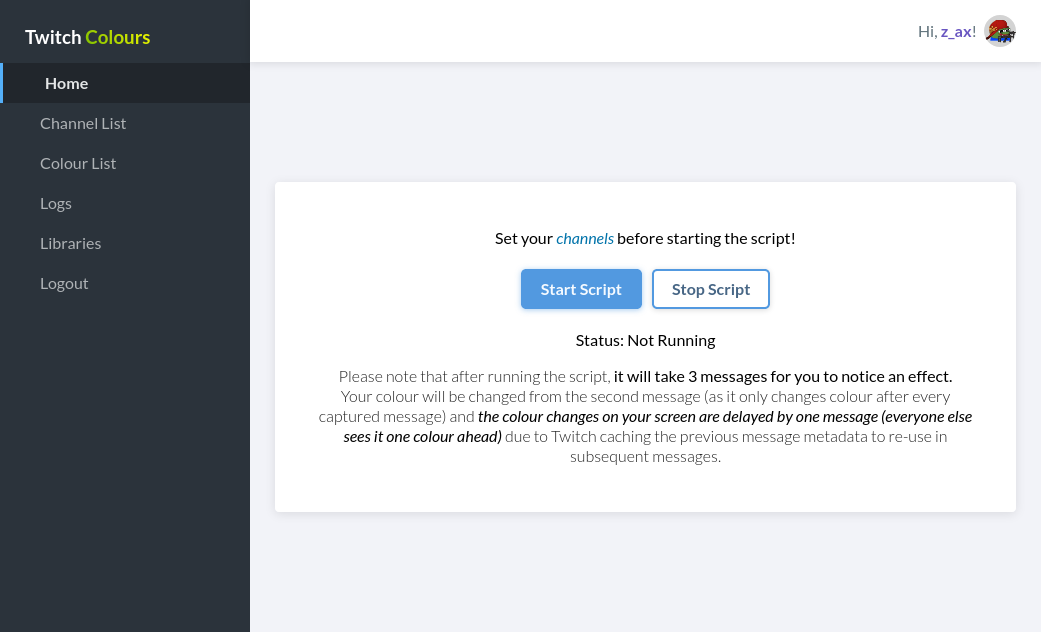 Twitch Colours
Hi, z_ax!
Home
Channel List
Colour List
Logs
Libraries
Logout
Set your channels before starting the script!
Start Script
Stop Script
Status: Not Running
Please note that after running the script, it will take 3 messages for you to notice an effect.
Your colour will be changed from the second message (as it only changes colour after every
captured message) and the colour changes on your screen are delayed by one message (everyone else
sees it one colour ahead) due to Twitch caching the previous message metadata to re-use in
subsequent messages.